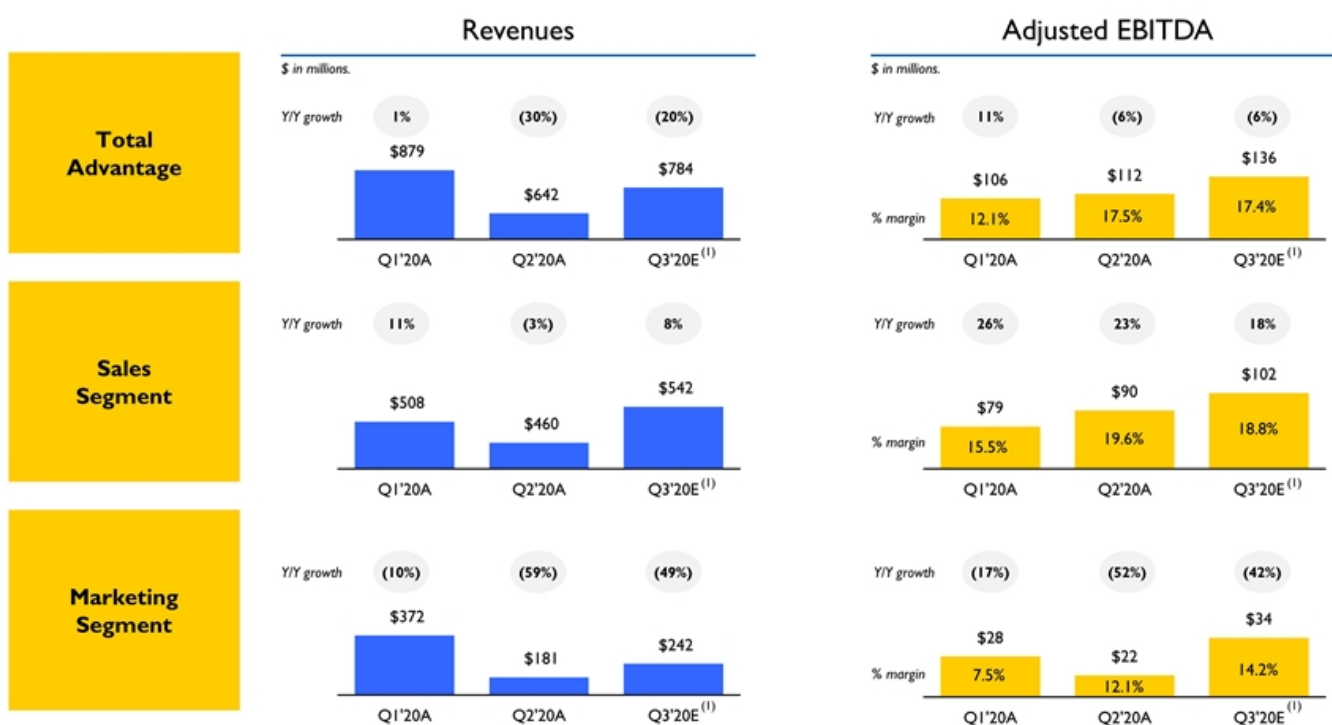 Revenues
Adjusted EBITDA
$ in millions.
$ in millions.
Total
Advantage
Y/Y growth 1% (30%) (20%)
$879 $642 $784
Q1'20A Q2'20A Q3'20E(1)
Y/Y growth 11% (6%) (6%)
$106 $112 $136
% margin 12.1% 17.5% 17.4%
Q1'20A Q2'20A Q3'20E(1)
Sales
Segment
Y/Y growth 11% (3%) 8%
$508 $460 $542
Q1'20A Q2'20A Q3'20E(1)
Y/Y growth 26% 23% 18%
$79 $90 $102
% margin 15.5% 19.6% 18.8%
Q1'20A Q2'20A Q3'20E(1)
Marketing
Segment
Y/Y growth (10%) (59%) (49%)
$372 $181 $242
Q1'20A Q2'20A Q3'20E(1)
Y/Y growth (17%) (52%) (42%)
$28 $22 $34
% margin 7.5% 12.1% 14.2%
Q1'20A Q2'20A Q3'20E(1)